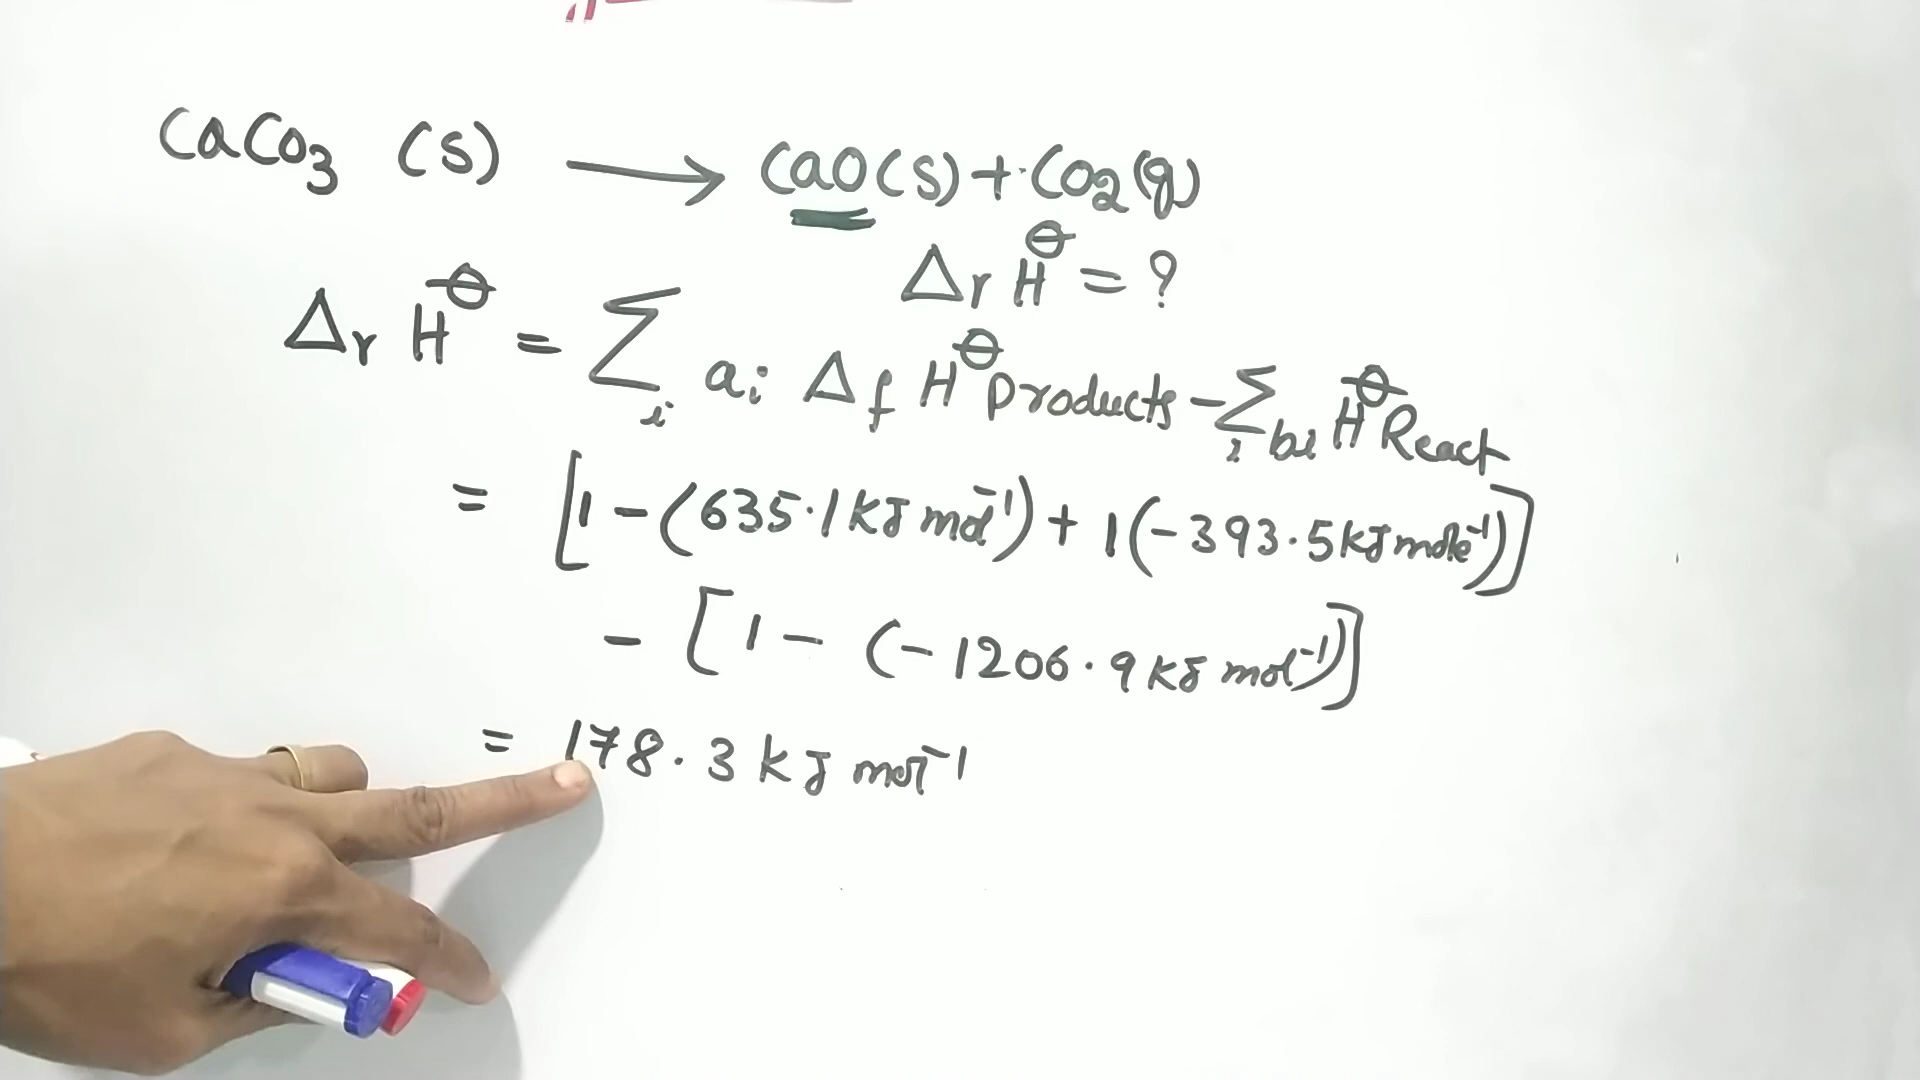 CaCo₃ (s) ⟶ CaO(s) + Co₂(g)
ΔrH⊖ = ?
ΔrH⊖ = Σi ai ΔfH⊖ products − Σi bi H⊖ React
= [1 − (635.1 kJ mol⁻¹) + 1(−393.5 kJ mole⁻¹)]
− [1 − (−1206.9 kJ mol⁻¹)]
= 178.3 kJ mol⁻¹